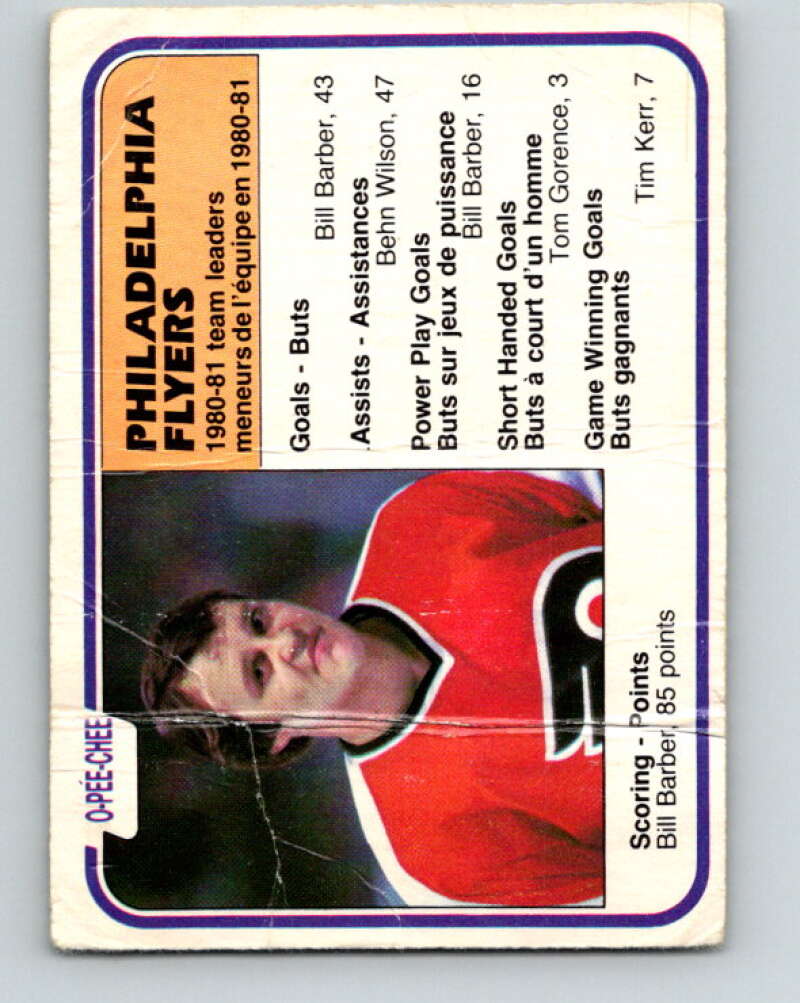 O-PEE-CHEE
PHILADELPHIA
FLYERS
1980-81 team leaders
meneurs de l'équipe en 1980-81
Goals - Buts
Bill Barber, 43
Assists - Assistances
Behn Wilson, 47
Power Play Goals
Buts sur jeux de puissance
Bill Barber, 16
Short Handed Goals
Buts à court d'un homme
Tom Gorence, 3
Game Winning Goals
Buts gagnants
Tim Kerr, 7
Scoring - Points
Bill Barber, 85 points